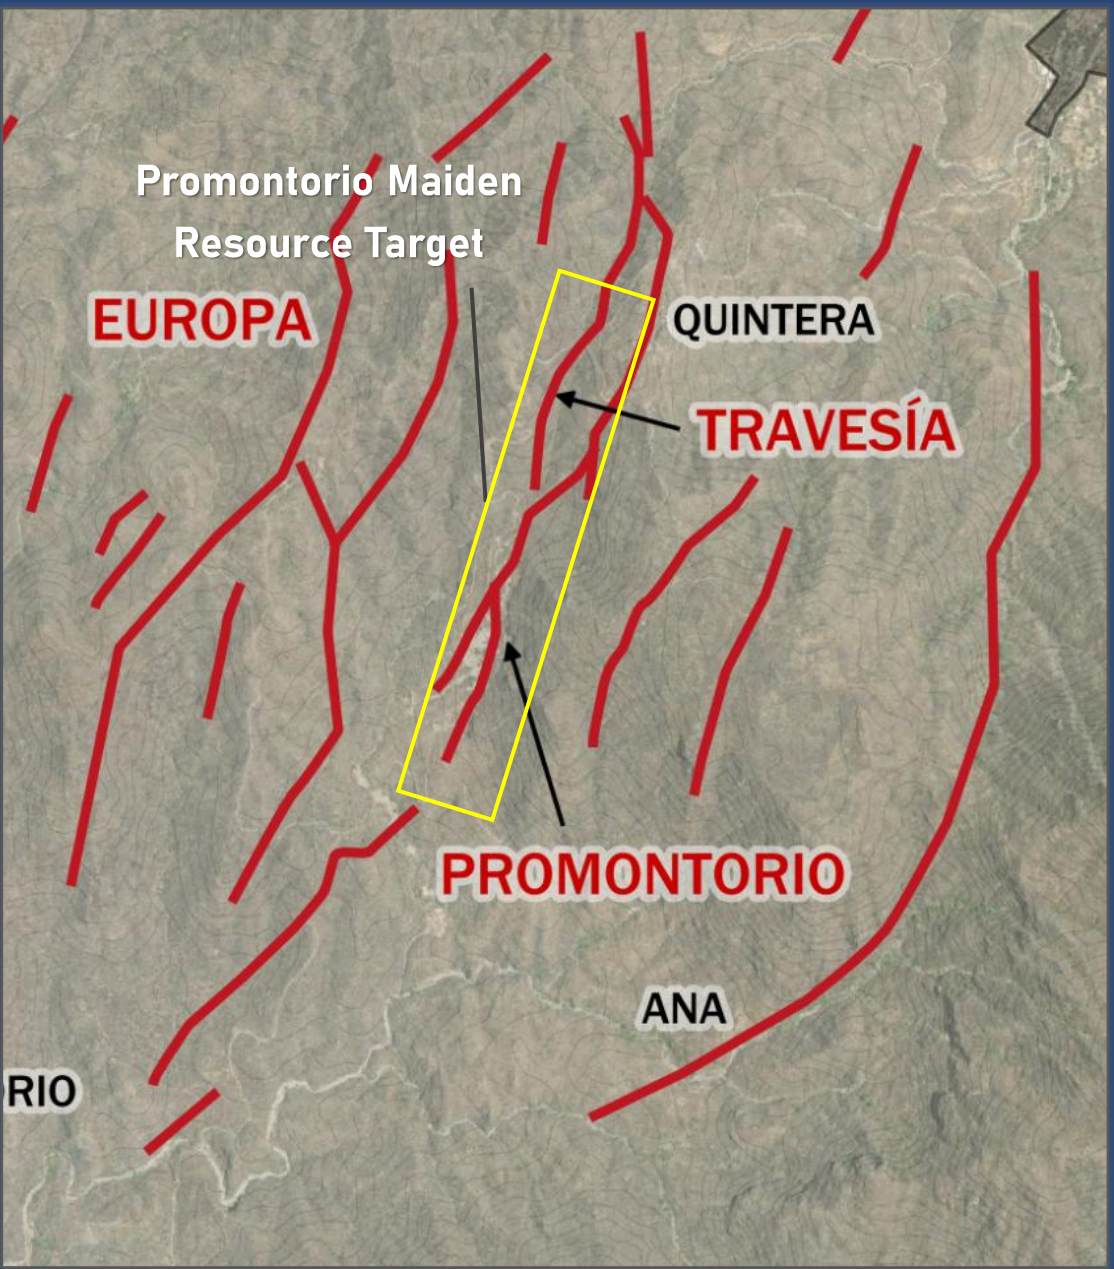 Promontorio Maiden
Resource Target
EUROPA
QUINTERA
TRAVESÍA
PROMONTORIO
ANA
RIO